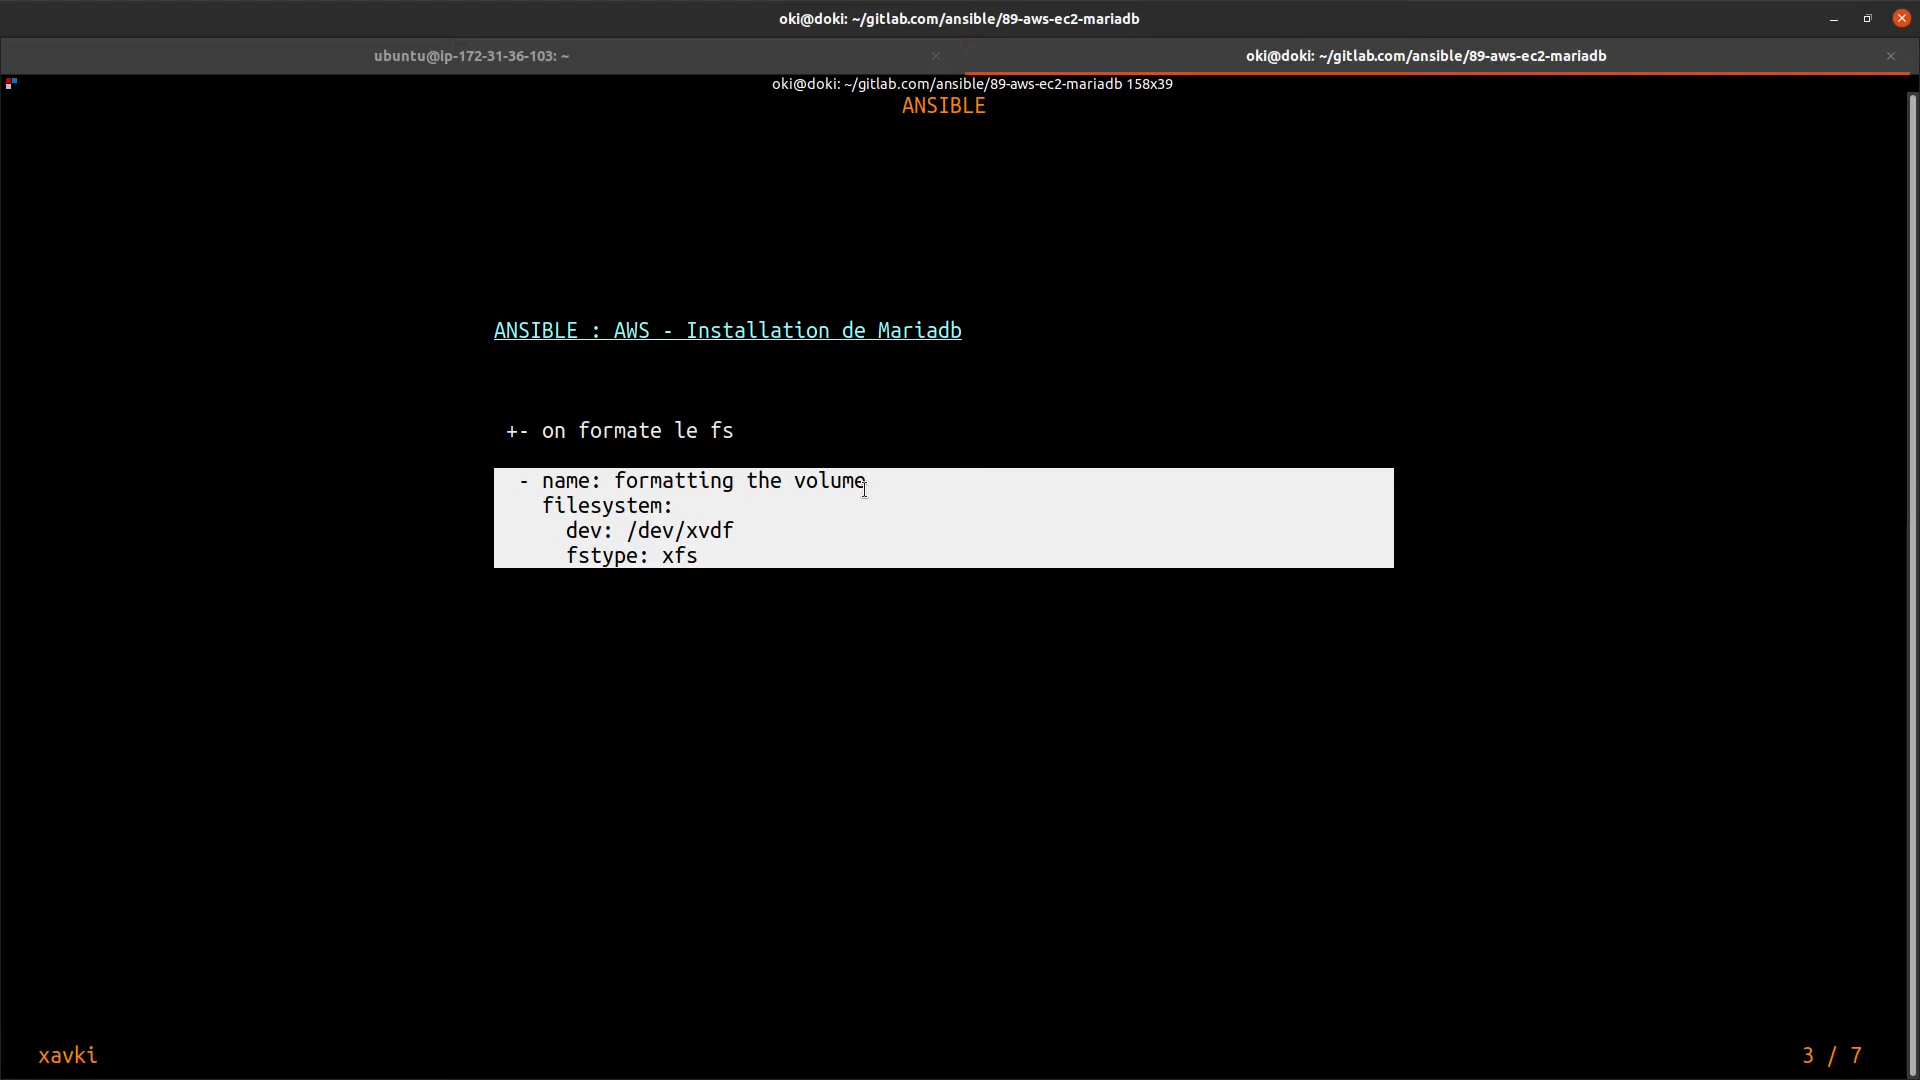 oki@doki: ~/gitlab.com/ansible/89-aws-ec2-mariadb
ubuntu@ip-172-31-36-103: ~
oki@doki: ~/gitlab.com/ansible/89-aws-ec2-mariadb
oki@doki: ~/gitlab.com/ansible/89-aws-ec2-mariadb 158x39
ANSIBLE
ANSIBLE : AWS - Installation de Mariadb
+- on formate le fs
- name: formatting the volume
filesystem:
dev: /dev/xvdf
fstype: xfs
xavki
3 / 7